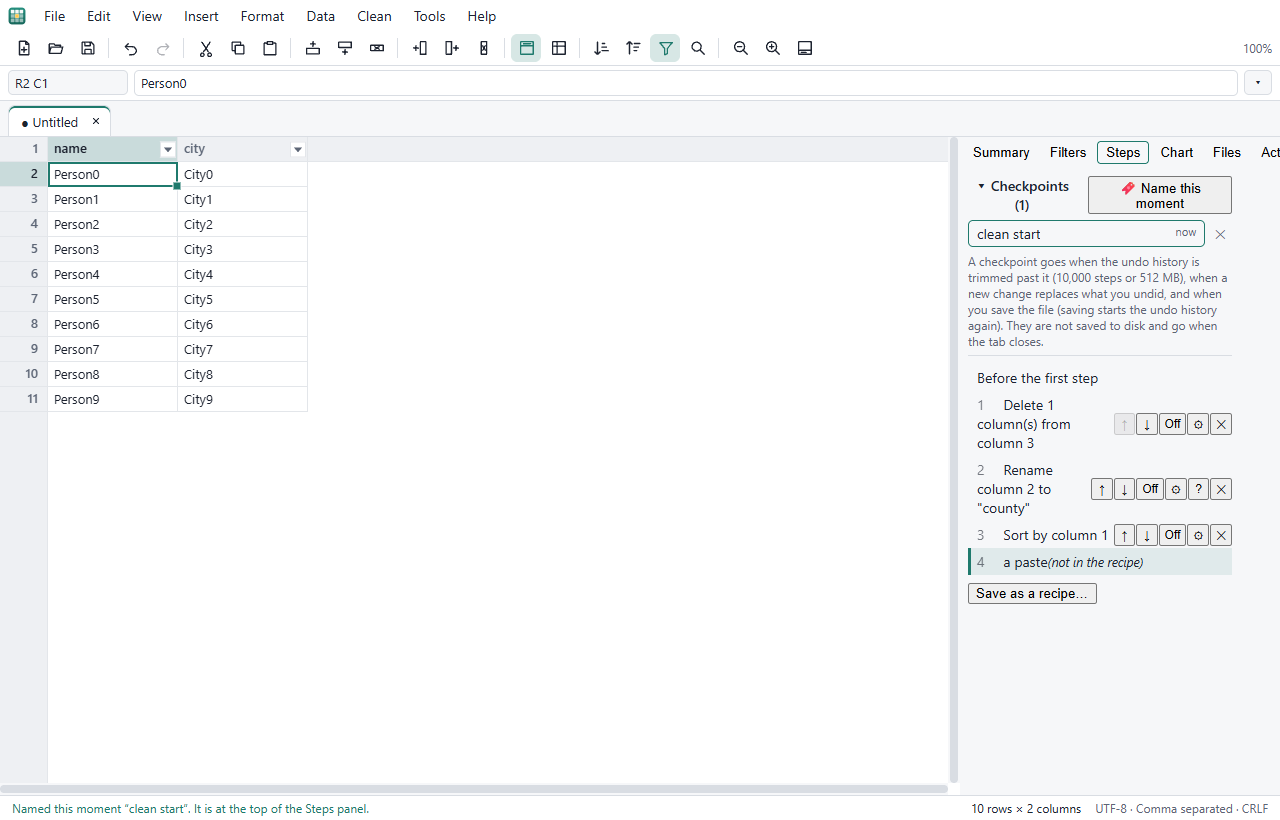 File Edit View Insert Format Data Clean Tools Help
100%
R2 C1 Person0
● Untitled ×
1 name city
2 Person0 City0
3 Person1 City1
4 Person2 City2
5 Person3 City3
6 Person4 City4
7 Person5 City5
8 Person6 City6
9 Person7 City7
10 Person8 City8
11 Person9 City9
Summary Filters Steps Chart Files Act
▾ Checkpoints (1)
Name this moment
clean start now ×
A checkpoint goes when the undo history is
trimmed past it (10,000 steps or 512 MB), when a
new change replaces what you undid, and when
you save the file (saving starts the undo history
again). They are not saved to disk and go when
the tab closes.
Before the first step
1 Delete 1
column(s) from
column 3
↑ ↓ Off ⚙ ×
2 Rename
column 2 to
"county"
↑ ↓ Off ⚙ ? ×
3 Sort by column 1 ↑ ↓ Off ⚙ ×
4 a paste(not in the recipe)
Save as a recipe…
Named this moment “clean start”. It is at the top of the Steps panel.
10 rows × 2 columns UTF-8 · Comma separated · CRLF